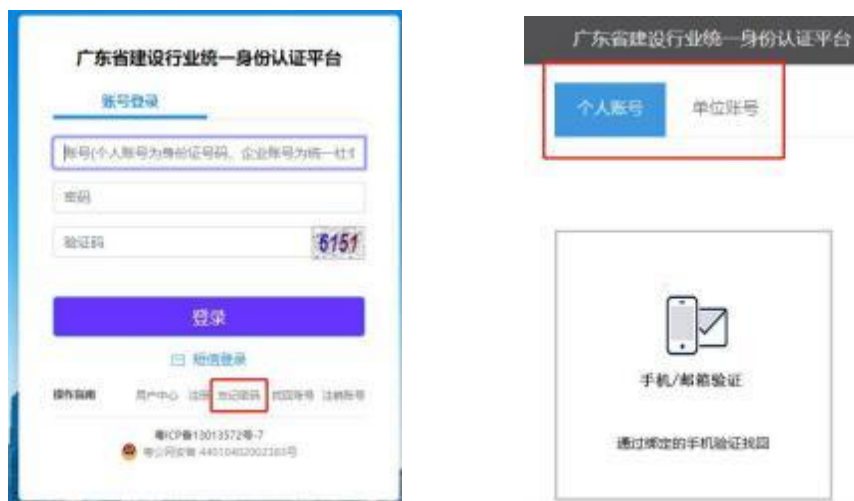 广东省建设行业统一身份认证平台
账号登录
账号(个人账号为身份证号码、企业账号为统一社
密码
验证码 6151
登录
短信登录
操作指南 用户中心 注册 忘记密码 找回账号 注销账号
粤ICP备13013572号-7
粤公网安备
广东省建设行业统一身份认证平台
个人账号 单位账号
手机/邮箱验证
通过绑定的手机验证找回